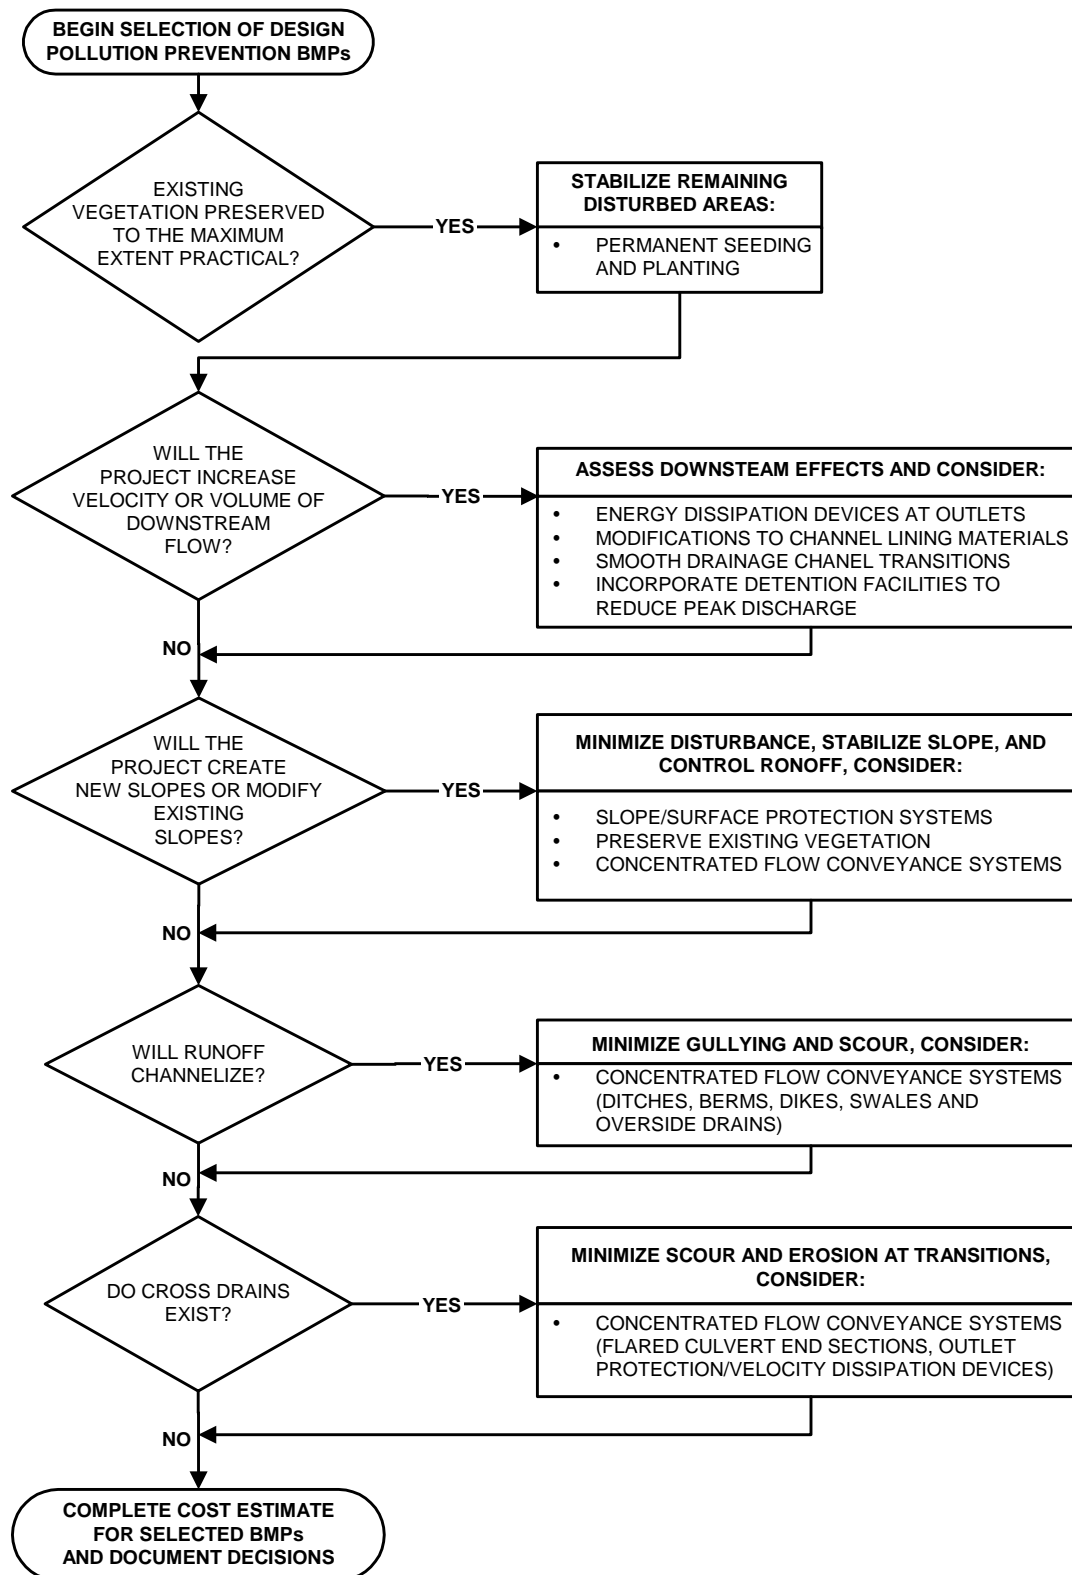 BEGIN SELECTION OF DESIGN
POLLUTION PREVENTION BMPs
EXISTING
VEGETATION PRESERVED
TO THE MAXIMUM
EXTENT PRACTICAL?
YES
STABILIZE REMAINING
DISTURBED AREAS:
• PERMANENT SEEDING
AND PLANTING
WILL THE
PROJECT INCREASE
VELOCITY OR VOLUME OF
DOWNSTREAM
FLOW?
YES
ASSESS DOWNSTEAM EFFECTS AND CONSIDER:
• ENERGY DISSIPATION DEVICES AT OUTLETS
• MODIFICATIONS TO CHANNEL LINING MATERIALS
• SMOOTH DRAINAGE CHANEL TRANSITIONS
• INCORPORATE DETENTION FACILITIES TO
REDUCE PEAK DISCHARGE
NO
WILL THE
PROJECT CREATE
NEW SLOPES OR MODIFY
EXISTING
SLOPES?
YES
MINIMIZE DISTURBANCE, STABILIZE SLOPE, AND
CONTROL RONOFF, CONSIDER:
• SLOPE/SURFACE PROTECTION SYSTEMS
• PRESERVE EXISTING VEGETATION
• CONCENTRATED FLOW CONVEYANCE SYSTEMS
NO
WILL RUNOFF
CHANNELIZE?
YES
MINIMIZE GULLYING AND SCOUR, CONSIDER:
• CONCENTRATED FLOW CONVEYANCE SYSTEMS
(DITCHES, BERMS, DIKES, SWALES AND
OVERSIDE DRAINS)
NO
DO CROSS DRAINS
EXIST?
YES
MINIMIZE SCOUR AND EROSION AT TRANSITIONS,
CONSIDER:
• CONCENTRATED FLOW CONVEYANCE SYSTEMS
(FLARED CULVERT END SECTIONS, OUTLET
PROTECTION/VELOCITY DISSIPATION DEVICES)
NO
COMPLETE COST ESTIMATE
FOR SELECTED BMPs
AND DOCUMENT DECISIONS